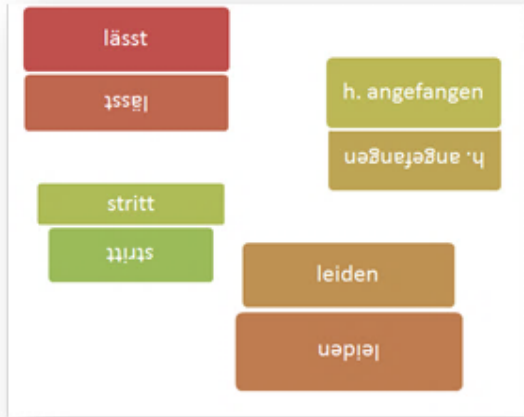 lässt
lässt
h. angefangen
h. angefangen
stritt
stritt
leiden
leiden